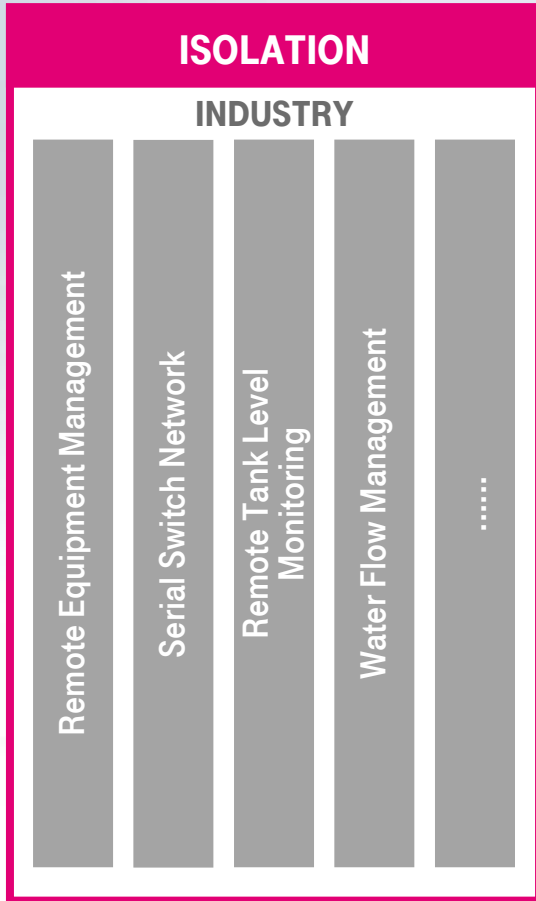 ISOLATION
INDUSTRY
Remote Equipment Management
Serial Switch Network
Remote Tank Level
Monitoring
Water Flow Management
......